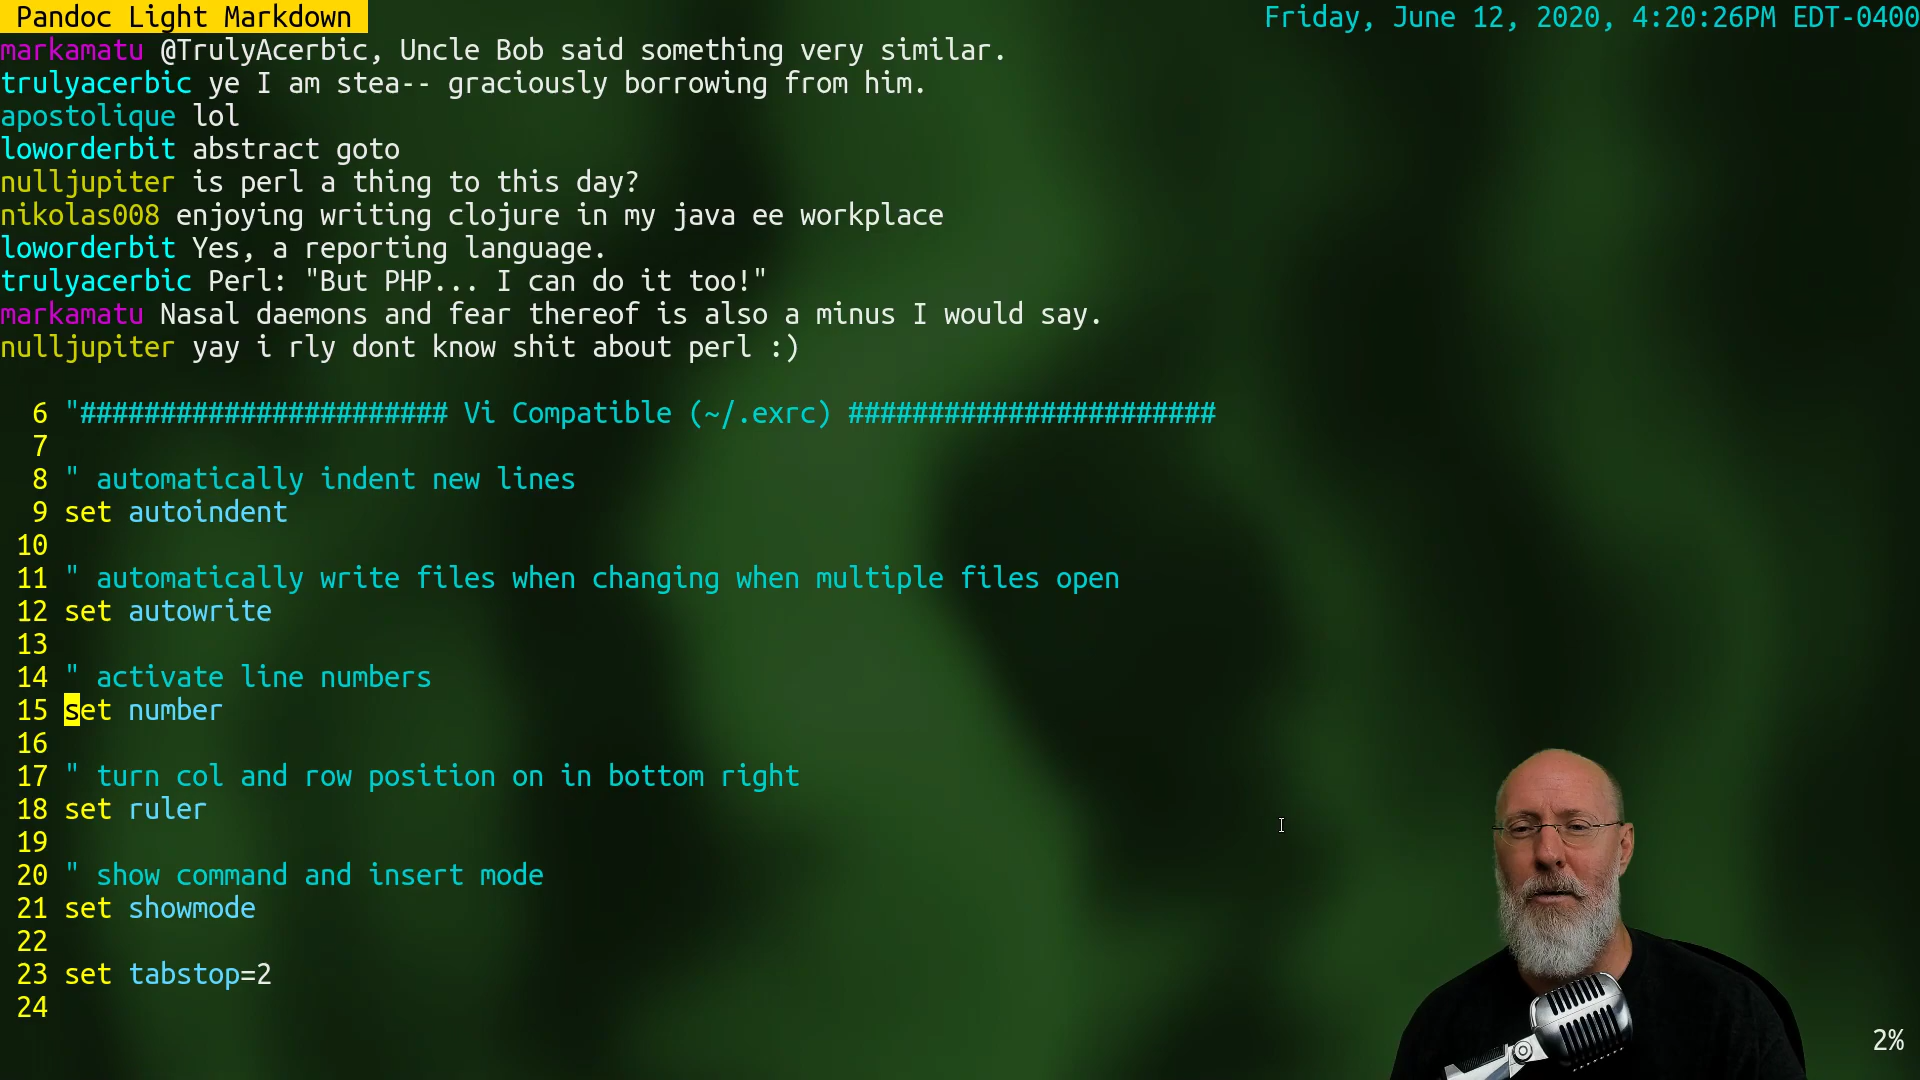 Pandoc Light Markdown
Friday, June 12, 2020, 4:20:26PM EDT-0400
markamatu @TrulyAcerbic, Uncle Bob said something very similar.
trulyacerbic ye I am stea-- graciously borrowing from him.
apostolique lol
loworderbit abstract goto
nulljupiter is perl a thing to this day?
nikolas008 enjoying writing clojure in my java ee workplace
loworderbit Yes, a reporting language.
trulyacerbic Perl: "But PHP... I can do it too!"
markamatu Nasal daemons and fear thereof is also a minus I would say.
nulljupiter yay i rly dont know shit about perl :)
6 "####################### Vi Compatible (~/.exrc) #######################
7
8 " automatically indent new lines
9 set autoindent
10
11 " automatically write files when changing when multiple files open
12 set autowrite
13
14 " activate line numbers
15 set number
16
17 " turn col and row position on in bottom right
18 set ruler
19
20 " show command and insert mode
21 set showmode
22
23 set tabstop=2
24
2%